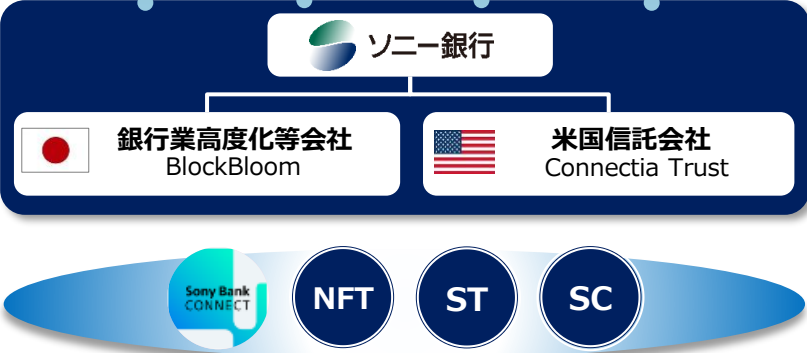 ソニー銀行
銀行業高度化等会社
BlockBloom
米国信託会社
Connectia Trust
Sony Bank
CONNECT
NFT
ST
SC